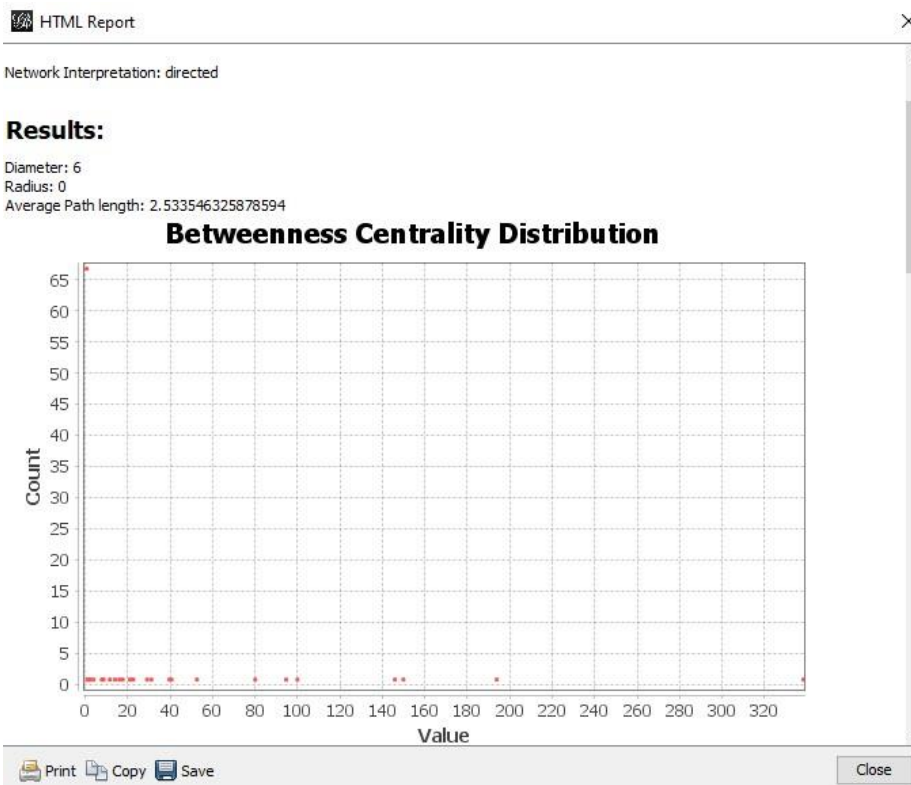 HTML Report
Network Interpretation: directed
Results:
Diameter: 6
Radius: 0
Average Path length: 2.533546325878594
Betweenness Centrality Distribution
65
60
55
50
45
40
35
30
25
20
15
10
5
0
Count
0 20 40 60 80 100 120 140 160 180 200 220 240 260 280 300 320
Value
Print Copy Save Close